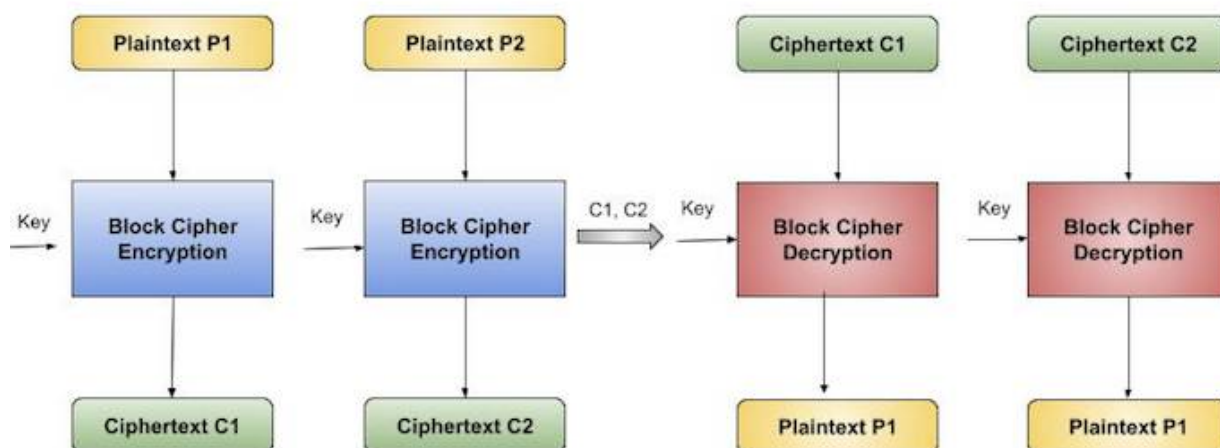 Plaintext P1
Plaintext P2
Ciphertext C1
Ciphertext C2
Key
Block Cipher
Encryption
Key
Block Cipher
Encryption
C1, C2
Key
Block Cipher
Decryption
Key
Block Cipher
Decryption
Ciphertext C1
Ciphertext C2
Plaintext P1
Plaintext P1